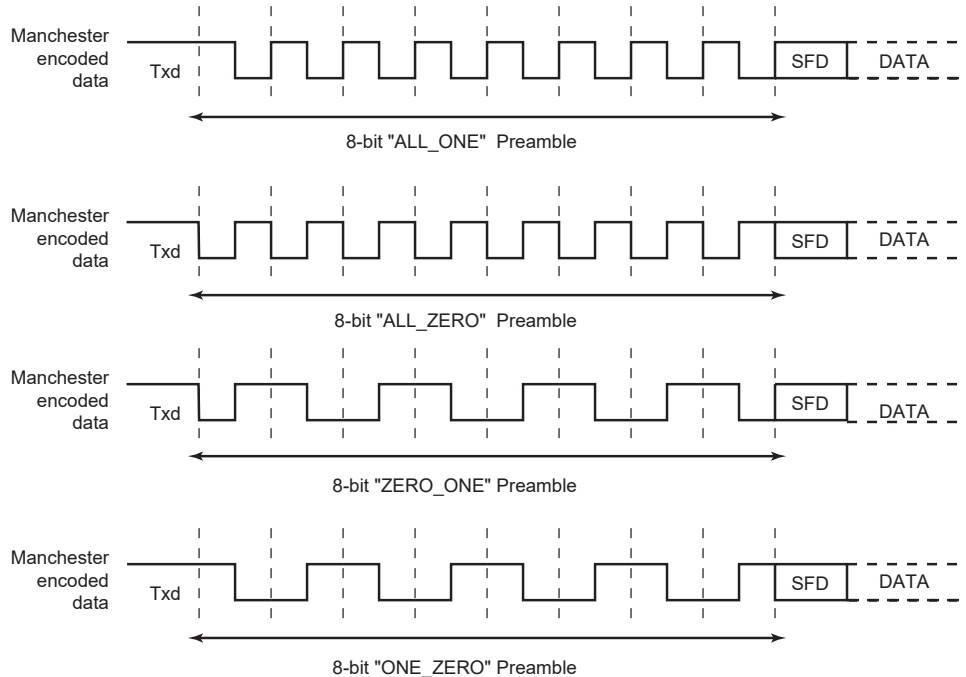 Manchester
encoded
data
Txd
SFD
DATA
8-bit "ALL_ONE" Preamble
Manchester
encoded
data
Txd
SFD
DATA
8-bit "ALL_ZERO" Preamble
Manchester
encoded
data
Txd
SFD
DATA
8-bit "ZERO_ONE" Preamble
Manchester
encoded
data
Txd
SFD
DATA
8-bit "ONE_ZERO" Preamble